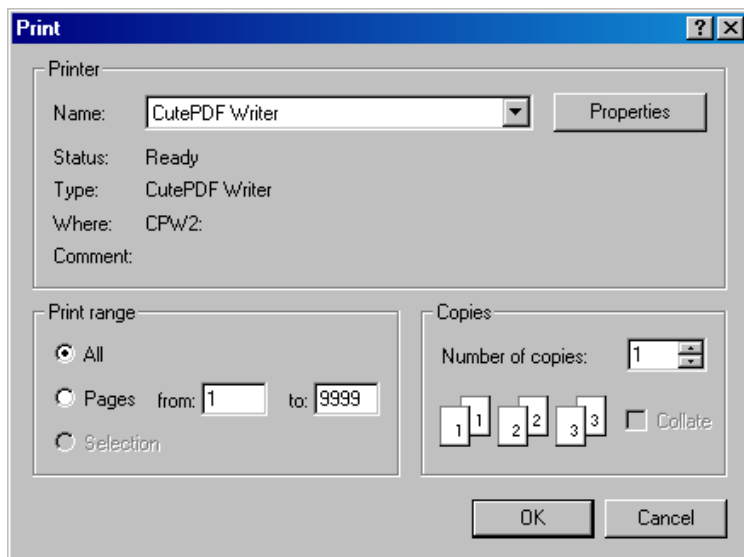 Print
Printer
Name: CutePDF Writer Properties
Status: Ready
Type: CutePDF Writer
Where: CPW2:
Comment:
Print range
All
Pages from: 1 to: 9999
Selection
Copies
Number of copies: 1
1 1 2 2 3 3 Collate
OK Cancel